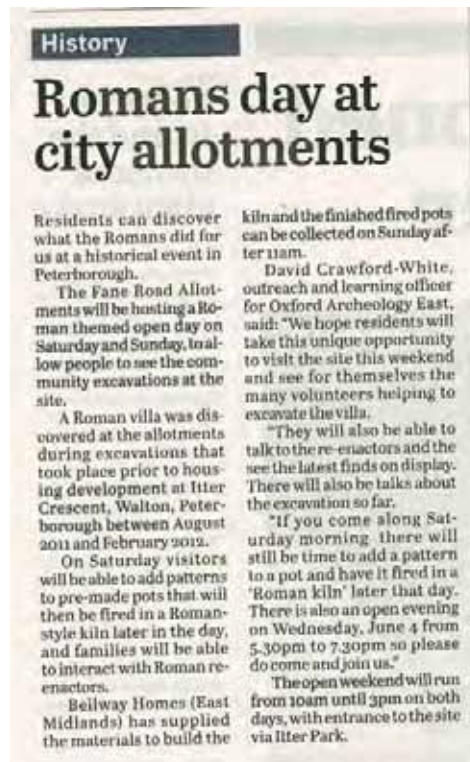 History
Romans day at
city allotments
Residents can discover
what the Romans did for
us at a historical event in
Peterborough.
The Fane Road Allot-
ments will be hosting a Ro-
man themed open day on
Saturday and Sunday, to al-
low people to see the com-
munity excavations at the
site.
A Roman villa was dis-
covered at the allotments
during excavations that
took place prior to hous-
ing development at Itter
Crescent, Walton, Peter-
borough between August
2011 and February 2012.
On Saturday visitors
will be able to add patterns
to pre-made pots that will
then be fired in a Roman-
style kiln later in the day,
and families will be able
to interact with Roman re-
enactors.
Bellway Homes (East
Midlands) has supplied
the materials to build the
kiln and the finished fired pots
can be collected on Sunday af-
ter 11am.
David Crawford-White,
outreach and learning officer
for Oxford Archeology East,
said: "We hope residents will
take this unique opportunity
to visit the site this weekend
and see for themselves the
many volunteers helping to
excavate the villa.
"They will also be able to
talk to the re-enactors and the
see the latest finds on display.
There will also be talks about
the excavation so far.
"If you come along Sat-
urday morning there will
still be time to add a pattern
to a pot and have it fired in a
'Roman kiln' later that day.
There is also an open evening
on Wednesday, June 4 from
5.30pm to 7.30pm so please
do come and join us."
The open weekend will run
from 10am until 3pm on both
days, with entrance to the site
via Itter Park.